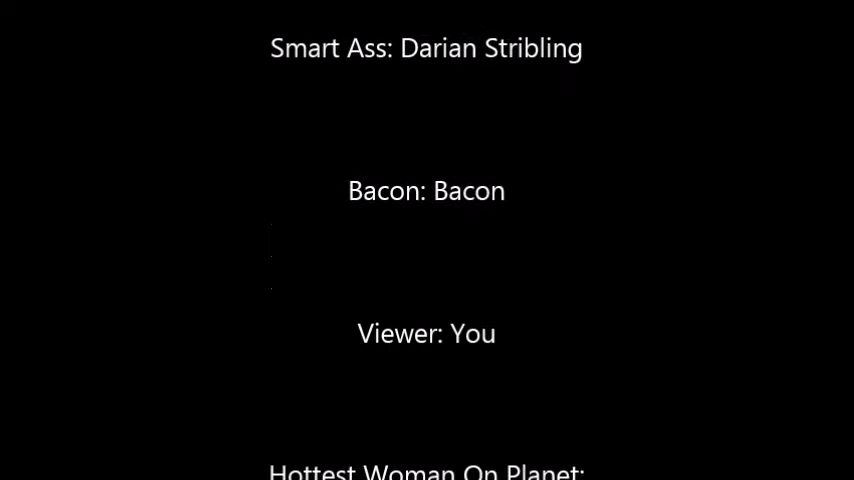 Smart Ass: Darian Stribling
Bacon: Bacon
Viewer: You
Hottest Woman On Planet: